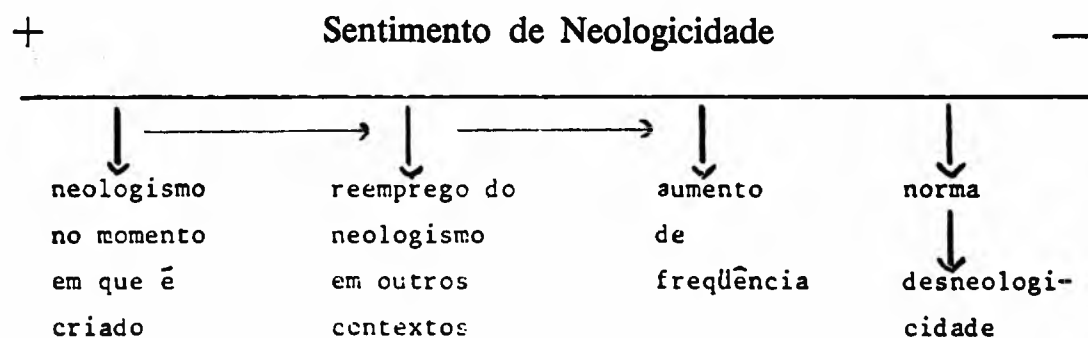 + Sentimento de Neologicidade —
neologismo
no momento
em que é
criado
reemprego do
neologismo
em outros
contextos
aumento
de
freqüência
norma
desneologi-
cidade